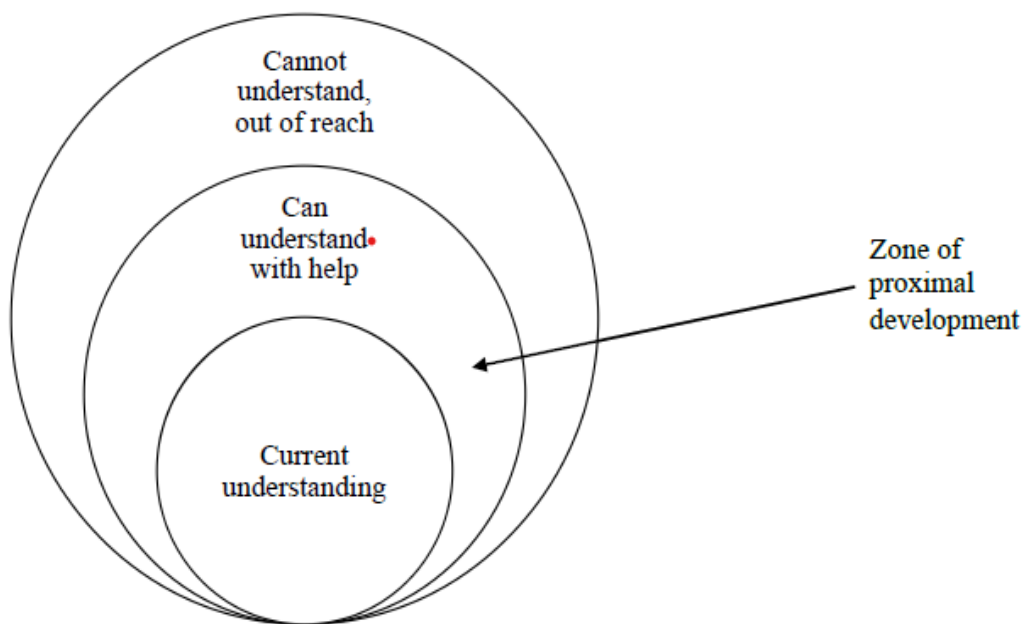 Cannot
understand,
out of reach
Can
understand
with help
Zone of
proximal
development
Current
understanding